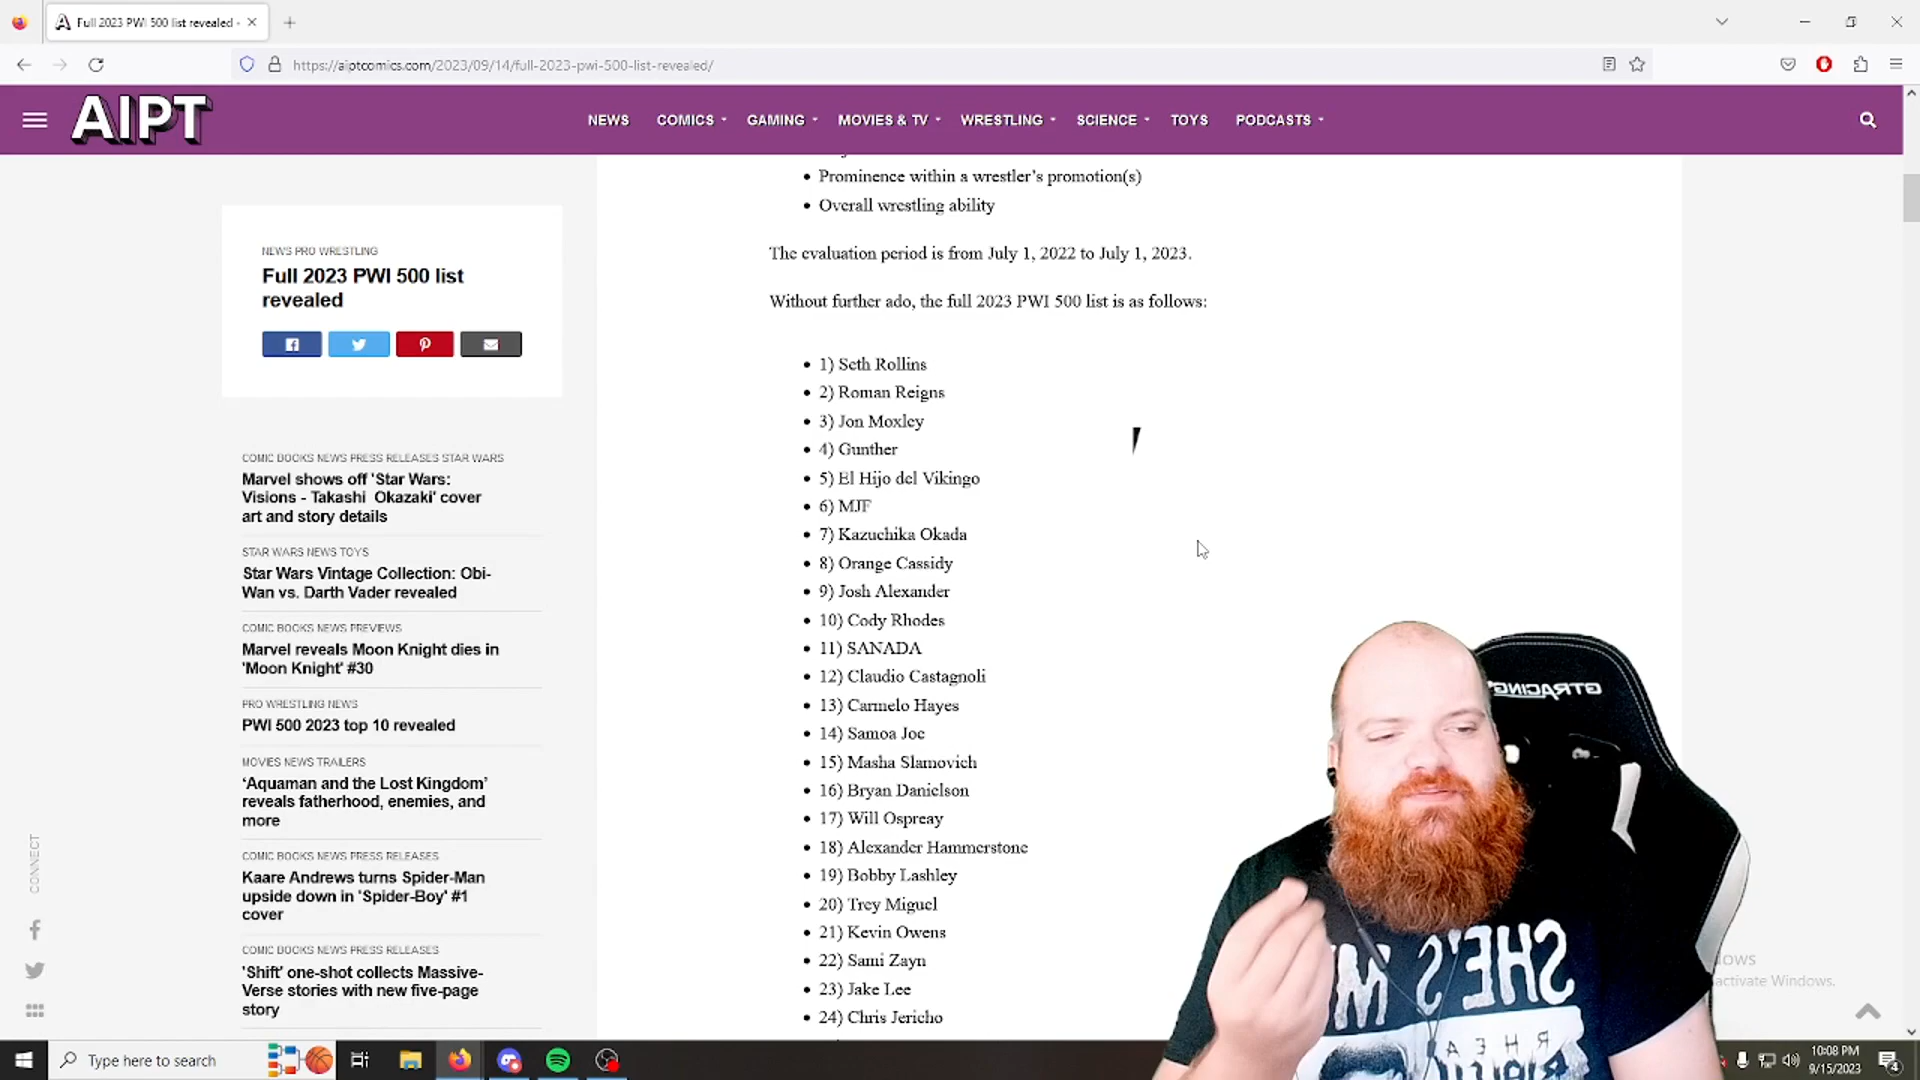 Full 2023 PWI 500 list revealed -
https://aiptcomics.com/2023/09/14/full-2023-pwi-500-list-revealed/
AIPT
NEWS
COMICS
GAMING
MOVIES & TV
WRESTLING
SCIENCE
TOYS
PODCASTS
• Prominence within a wrestler's promotion(s)
• Overall wrestling ability
The evaluation period is from July 1, 2022 to July 1, 2023.
Without further ado, the full 2023 PWI 500 list is as follows:
• 1) Seth Rollins
• 2) Roman Reigns
• 3) Jon Moxley
• 4) Gunther
• 5) El Hijo del Vikingo
• 6) MJF
• 7) Kazuchika Okada
• 8) Orange Cassidy
• 9) Josh Alexander
• 10) Cody Rhodes
• 11) SANADA
• 12) Claudio Castagnoli
• 13) Carmelo Hayes
• 14) Samoa Joe
• 15) Masha Slamovich
• 16) Bryan Danielson
• 17) Will Ospreay
• 18) Alexander Hammerstone
• 19) Bobby Lashley
• 20) Trey Miguel
• 21) Kevin Owens
• 22) Sami Zayn
• 23) Jake Lee
• 24) Chris Jericho
NEWS PRO WRESTLING
Full 2023 PWI 500 list
revealed
COMIC BOOKS NEWS PRESS RELEASES STAR WARS
Marvel shows off 'Star Wars:
Visions - Takashi Okazaki' cover
art and story details
STAR WARS NEWS TOYS
Star Wars Vintage Collection: Obi-
Wan vs. Darth Vader revealed
COMIC BOOKS NEWS PREVIEWS
Marvel reveals Moon Knight dies in
'Moon Knight' #30
PRO WRESTLING NEWS
PWI 500 2023 top 10 revealed
MOVIES NEWS TRAILERS
‘Aquaman and the Lost Kingdom’
reveals fatherhood, enemies, and
more
COMIC BOOKS NEWS PRESS RELEASES
Kaare Andrews turns Spider-Man
upside down in 'Spider-Boy' #1
cover
COMIC BOOKS NEWS PRESS RELEASES
'Shift' one-shot collects Massive-
Verse stories with new five-page
story
CONNECT
GTRACING
SHE'S
RHEA
activate Windows.
Type here to search
10:08 PM
9/15/2023
4